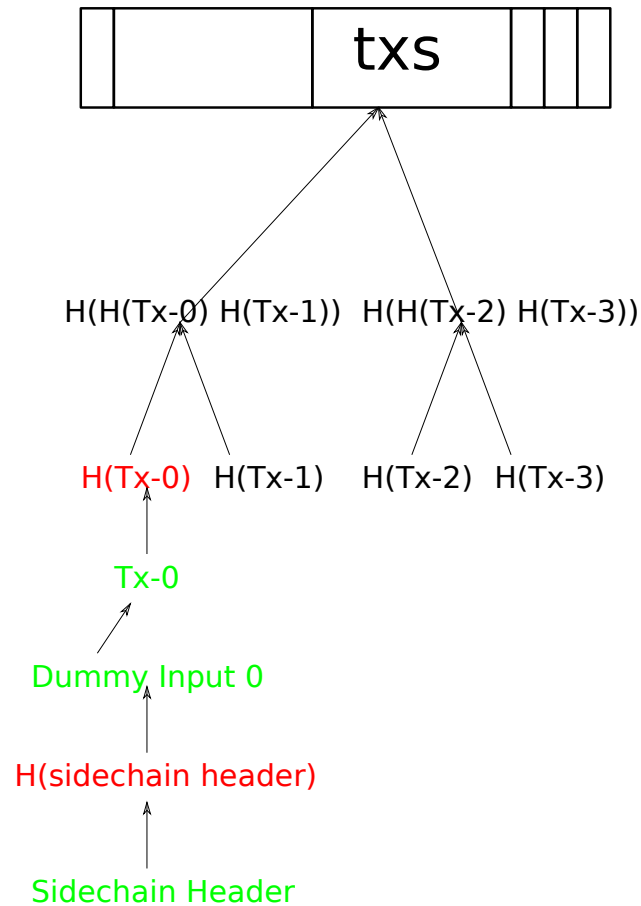 txs
H(H(Tx-0) H(Tx-1)) H(H(Tx-2) H(Tx-3))
H(Tx-0) H(Tx-1) H(Tx-2) H(Tx-3)
Tx-0
Dummy Input 0
H(sidechain header)
Sidechain Header